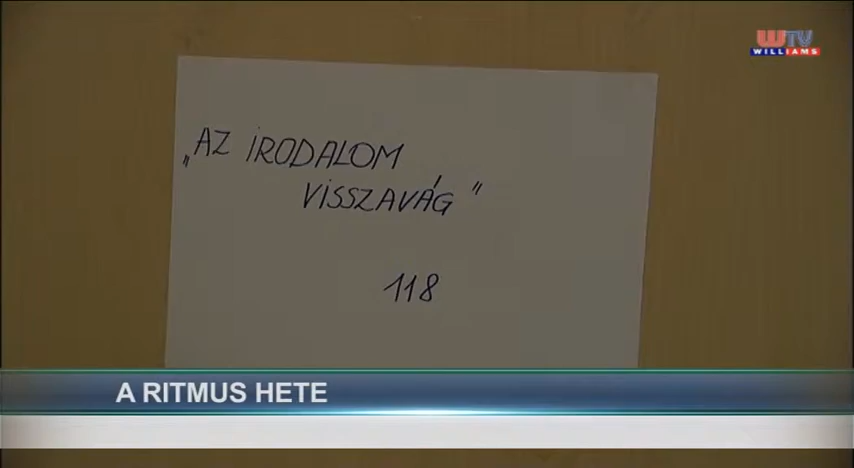 WTV
WILLIAMS
„AZ IRODALOM
VISSZAVÁG"
118
A RITMUS HETE